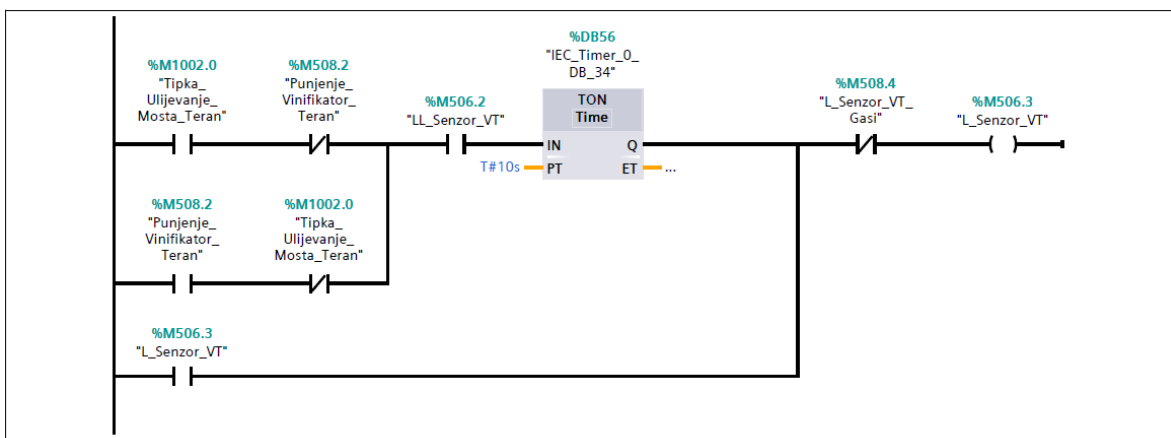 %DB56
"IEC_Timer_0_
DB_34"
%M1002.0
"Tipka_
Ulijevanje_
Mosta_Teran"
%M508.2
"Punjenje_
Vinifikator_
Teran"
%M506.2
"LL_Senzor_VT"
TON
Time
IN
Q
T#10s
PT
ET
...
%M508.4
"L_Senzor_VT_
Gasi"
%M506.3
"L_Senzor_VT"
%M508.2
"Punjenje_
Vinifikator_
Teran"
%M1002.0
"Tipka_
Ulijevanje_
Mosta_Teran"
%M506.3
"L_Senzor_VT"